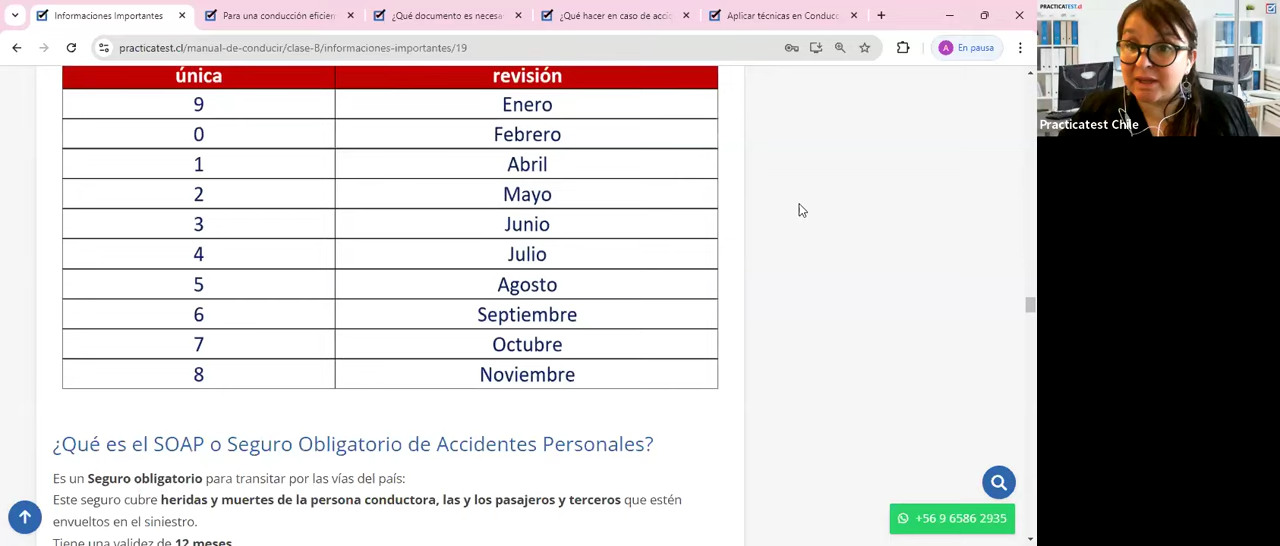 Informaciones Importantes
Para una conducción eficien
¿Qué documento es necesa
¿Qué hacer en caso de accid
Aplicar técnicas en Conducc
practicatest.cl/manual-de-conducir/clase-B/informaciones-importantes/19
A En pausa
PRACTICATEST.cl
Practicatest Chile
única revisión
9 Enero
0 Febrero
1 Abril
2 Mayo
3 Junio
4 Julio
5 Agosto
6 Septiembre
7 Octubre
8 Noviembre
¿Qué es el SOAP o Seguro Obligatorio de Accidentes Personales?
Es un Seguro obligatorio para transitar por las vías del país:
Este seguro cubre heridas y muertes de la persona conductora, las y los pasajeros y terceros que estén
envueltos en el siniestro.
Tiene una validez de 12 meses.
+56 9 6586 2935